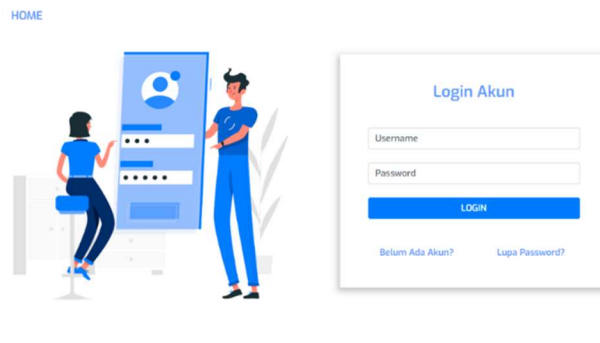 HOME
Login Akun
Username
Password
LOGIN
Belum Ada Akun? Lupa Password?